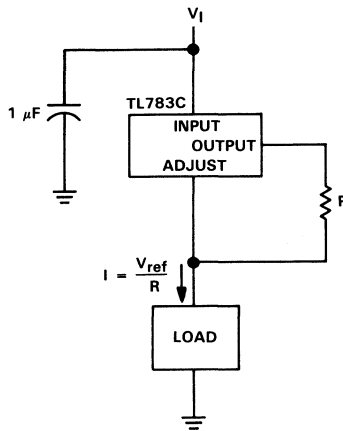 V_I
1 μF
TL783C
INPUT
OUTPUT
ADJUST
R
I = V_ref / R
LOAD